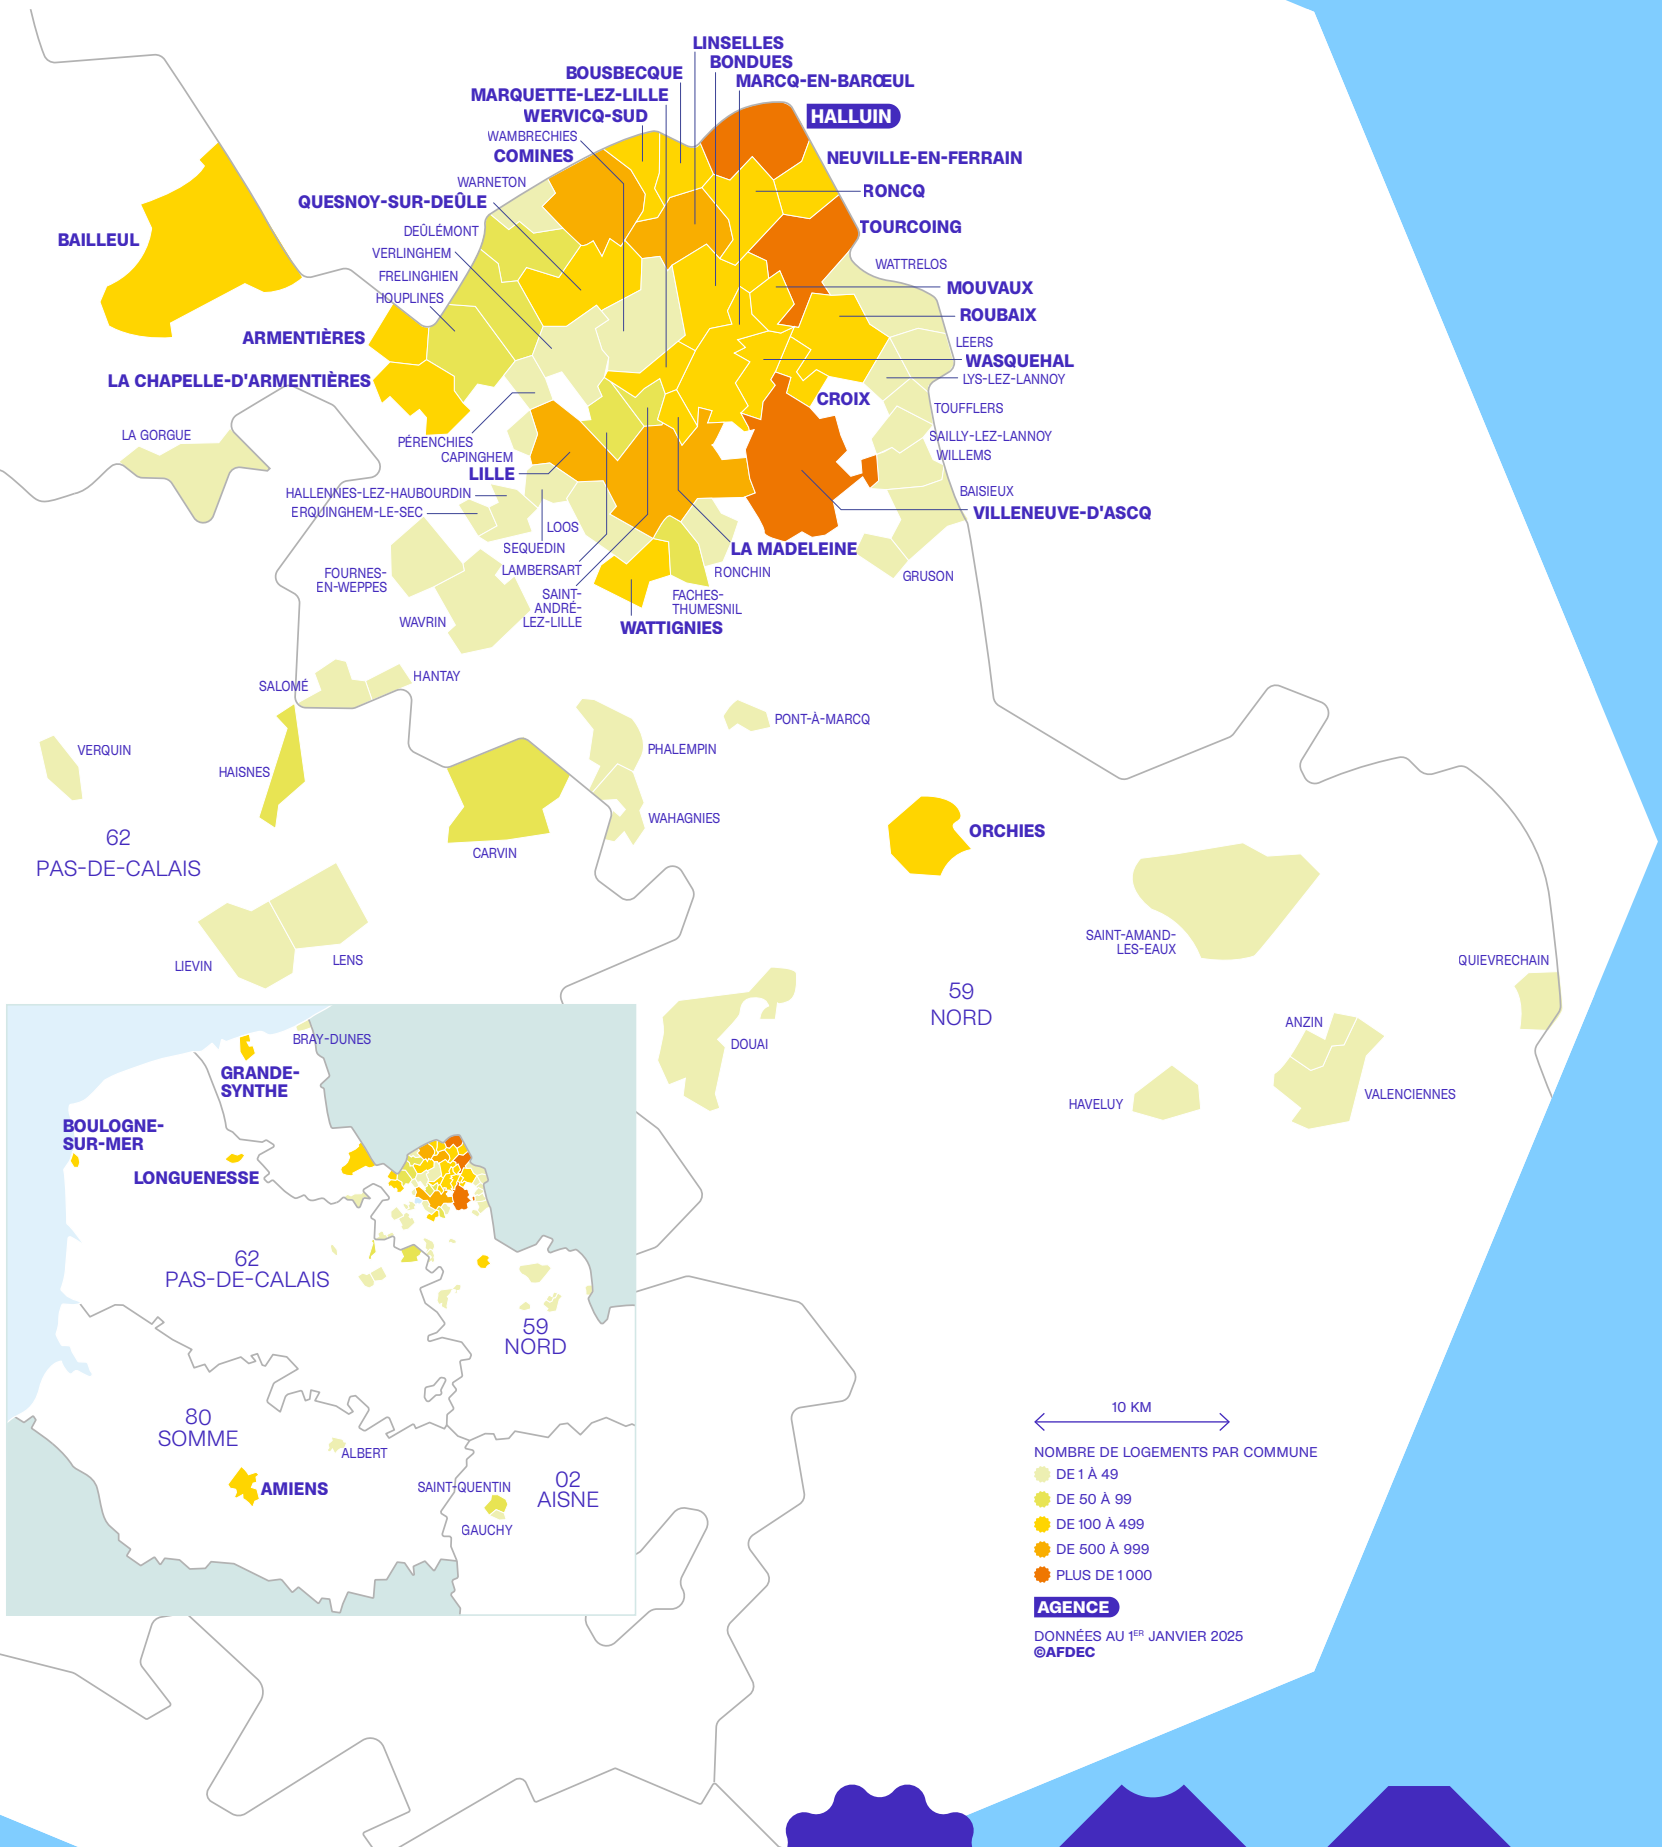 LINSELLES
BONDUES
BOUSBECQUE
MARCQ-EN-BARŒUL
MARQUETTE-LEZ-LILLE
WERVICQ-SUD
HALLUIN
WAMBRECHIES
COMINES
NEUVILLE-EN-FERRAIN
WARNETON
RONCQ
QUESNOY-SUR-DEÛLE
TOURCOING
DEÛLÉMONT
BAILLEUL
VERLINGHEM
WATTRELOS
FRELINGHIEN
MOUVAUX
HOUPLINES
ROUBAIX
ARMENTIÈRES
LEERS
WASQUEHAL
LA CHAPELLE-D'ARMENTIÈRES
LYS-LEZ-LANNOY
CROIX
TOUFFLERS
LA GORGUE
SAILLY-LEZ-LANNOY
PÉRENCHIES
WILLEMS
CAPINGHEM
LILLE
BAISIEUX
HALLENNES-LEZ-HAUBOURDIN
ERQUINGHEM-LE-SEC
VILLENEUVE-D'ASCQ
LOOS
SEQUEDIN
LA MADELEINE
LAMBERSART
RONCHIN
GRUSON
FOURNES-
EN-WEPPES
SAINT-
ANDRÉ-
LEZ-LILLE
FACHES-
THUMESNIL
WAVRIN
WATTIGNIES
SALOMÉ
HANTAY
PONT-À-MARCQ
VERQUIN
PHALEMPIN
HAISNES
WAHAGNIES
ORCHIES
62
PAS-DE-CALAIS
CARVIN
SAINT-AMAND-
LES-EAUX
LIEVIN
LENS
QUIEVRECHAIN
59
NORD
ANZIN
DOUAI
VALENCIENNES
HAVELUY
BRAY-DUNES
GRANDE-
SYNTHE
BOULOGNE-
SUR-MER
LONGUENESSE
62
PAS-DE-CALAIS
59
NORD
80
SOMME
ALBERT
AMIENS
SAINT-QUENTIN
02
AISNE
GAUCHY
10 KM
NOMBRE DE LOGEMENTS PAR COMMUNE
DE 1 À 49
DE 50 À 99
DE 100 À 499
DE 500 À 999
PLUS DE 1 000
AGENCE
DONNÉES AU 1ER JANVIER 2025
©AFDEC